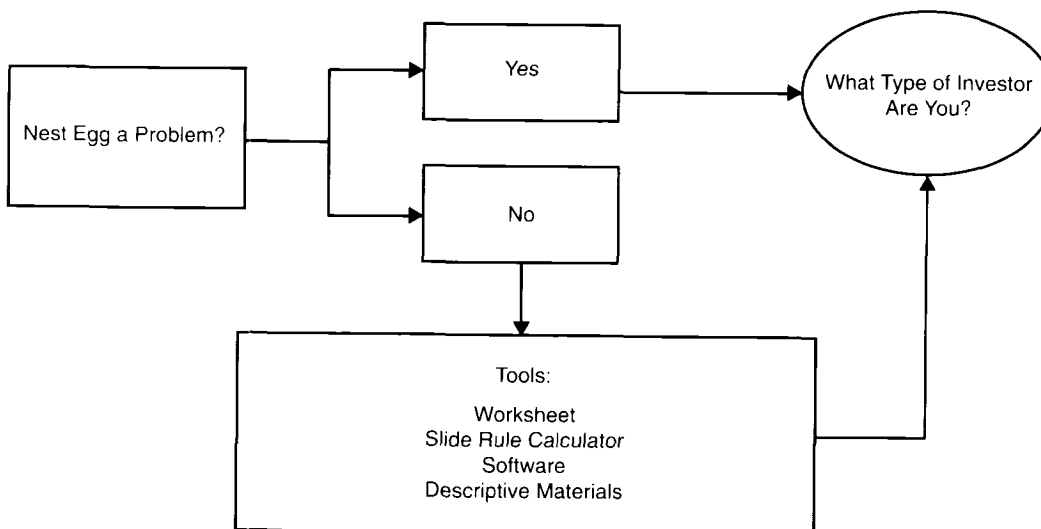 Nest Egg a Problem?
Yes
What Type of Investor
Are You?
No
Tools:
Worksheet
Slide Rule Calculator
Software
Descriptive Materials